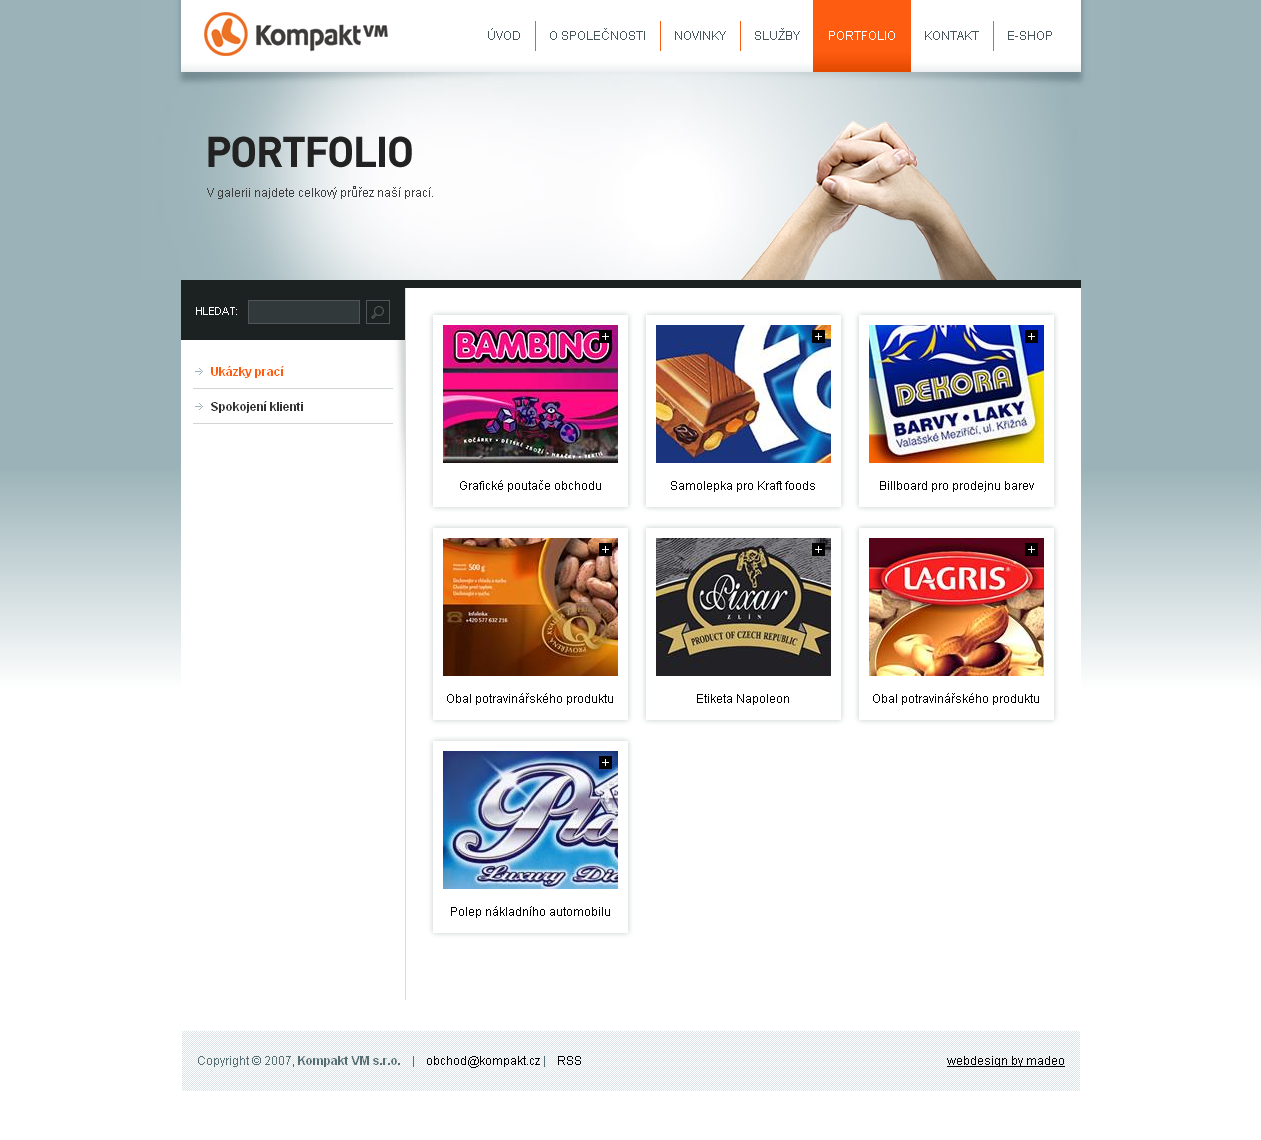 Kompakt VM
ÚVOD
O SPOLEČNOSTI
NOVINKY
SLUŽBY
PORTFOLIO
KONTAKT
E-SHOP
PORTFOLIO
V galerii najdete celkový průřez naší prací.
HLEDAT:
Ukázky prací
Spokojení klienti
BAMBINO
KOČÁRKY • DĚTSKÉ ZBOŽÍ • HRAČKY • TEXTIL
Grafické poutače obchodu
fo
Samolepka pro Kraft foods
DEKORA
BARVY • LAKY
Valašské Meziříčí, ul. Křižná
Billboard pro prodejnu barev
500 g
Infolinka
+420 577 632 216
Q
Obal potravinářského produktu
Pixar
ZLÍN
PRODUCT OF CZECH REPUBLIC
Etiketa Napoleon
LAGRIS
Obal potravinářského produktu
Luxury
Polep nákladního automobilu
Copyright © 2007, Kompakt VM s.r.o. | obchod@kompakt.cz | RSS
webdesign by madeo